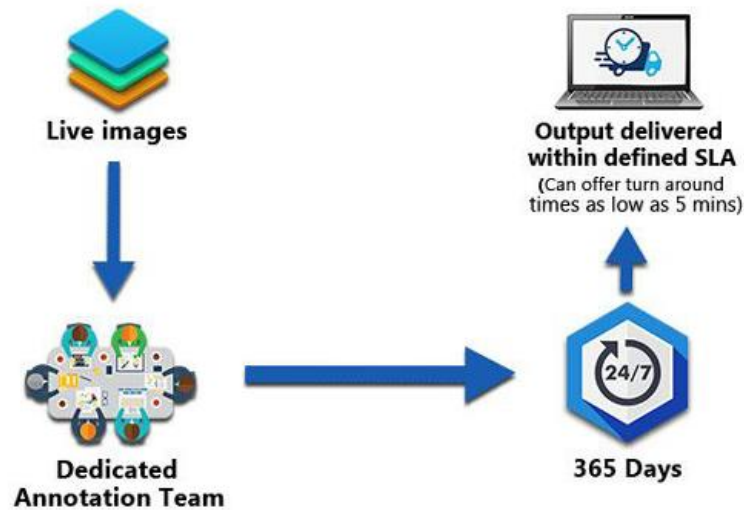 Live images
Dedicated
Annotation Team
24/7
365 Days
Output delivered
within defined SLA
(Can offer turn around
times as low as 5 mins)